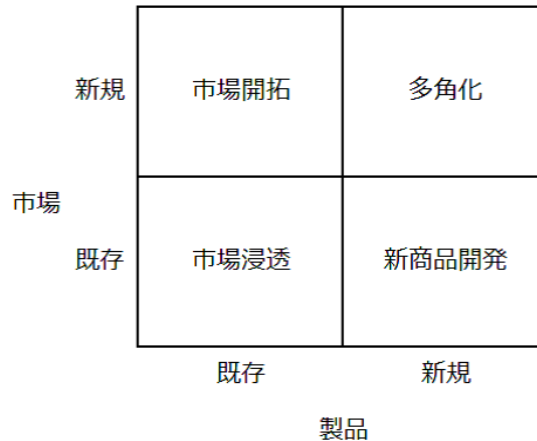 新規
市場開拓
多角化
市場
既存
市場浸透
新商品開発
既存
新規
製品